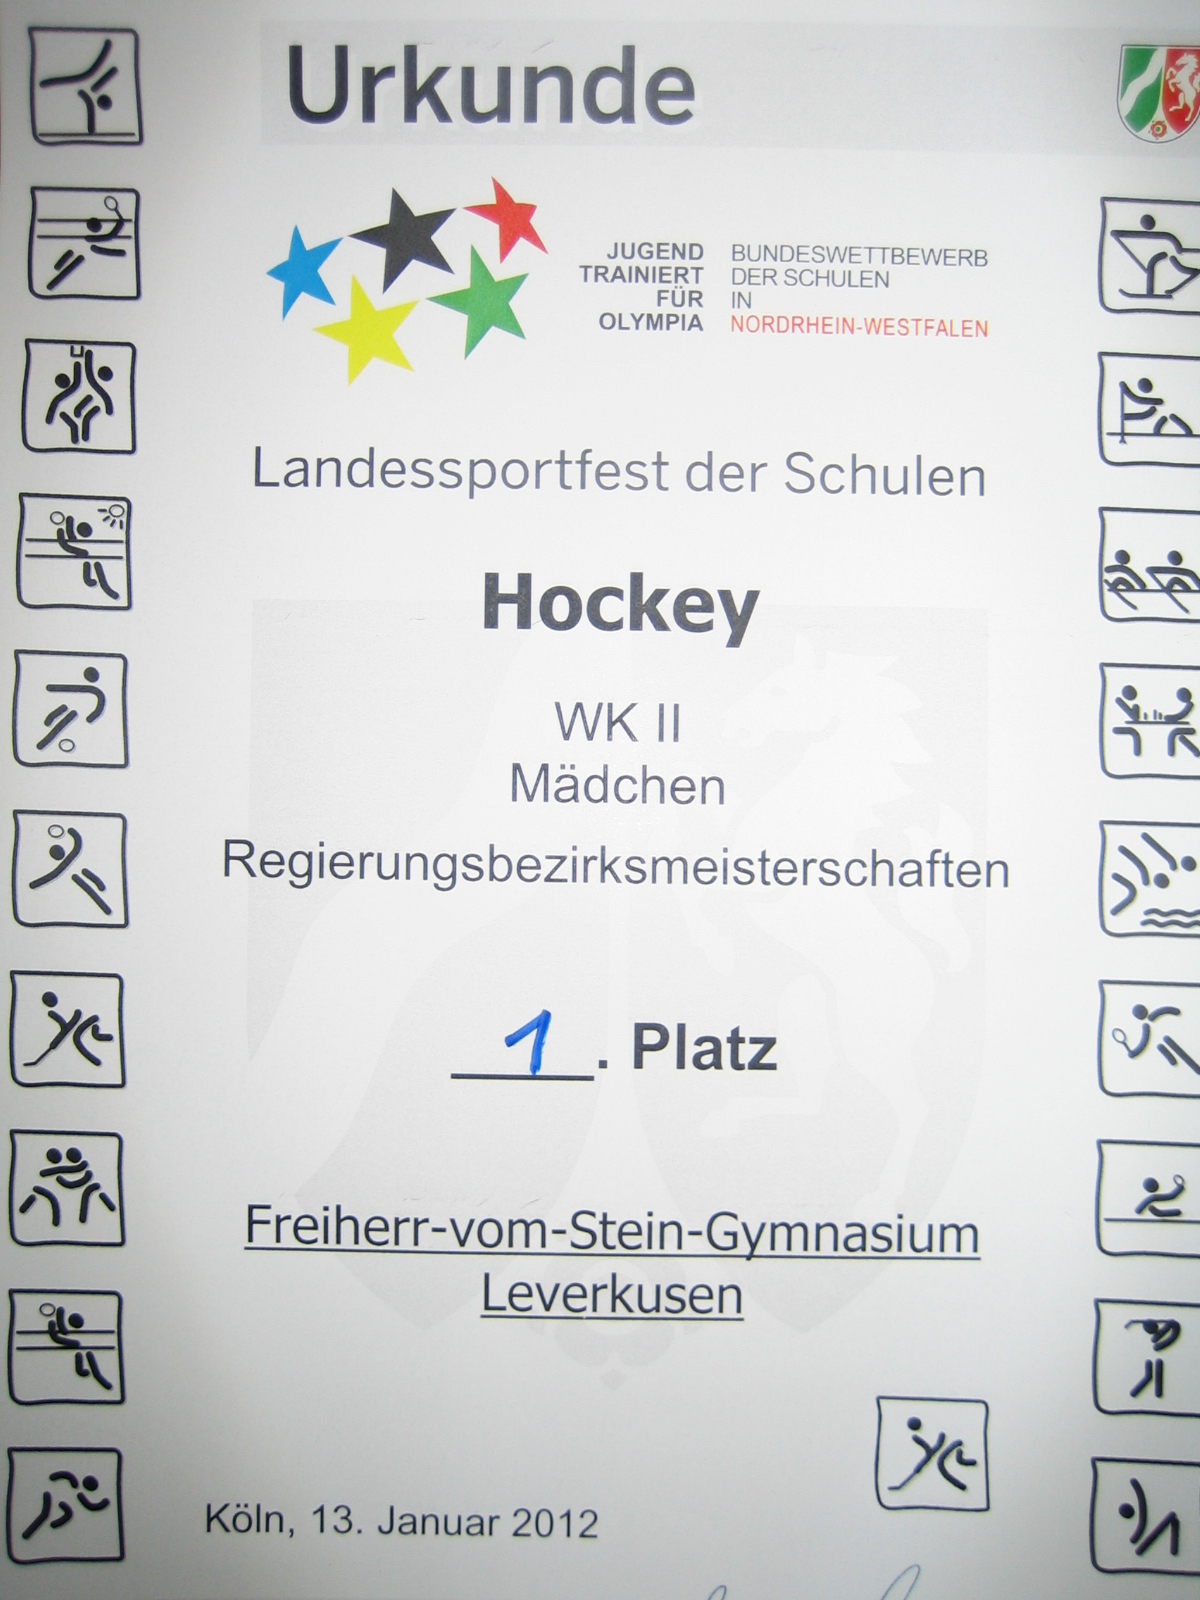 Urkunde
JUGEND
TRAINIERT
FÜR
OLYMPIA
BUNDESWETTBEWERB
DER SCHULEN
IN
NORDRHEIN-WESTFALEN
Landessportfest der Schulen
Hockey
WK II
Mädchen
Regierungsbezirksmeisterschaften
1. Platz
Freiherr-vom-Stein-Gymnasium
Leverkusen
Köln, 13. Januar 2012